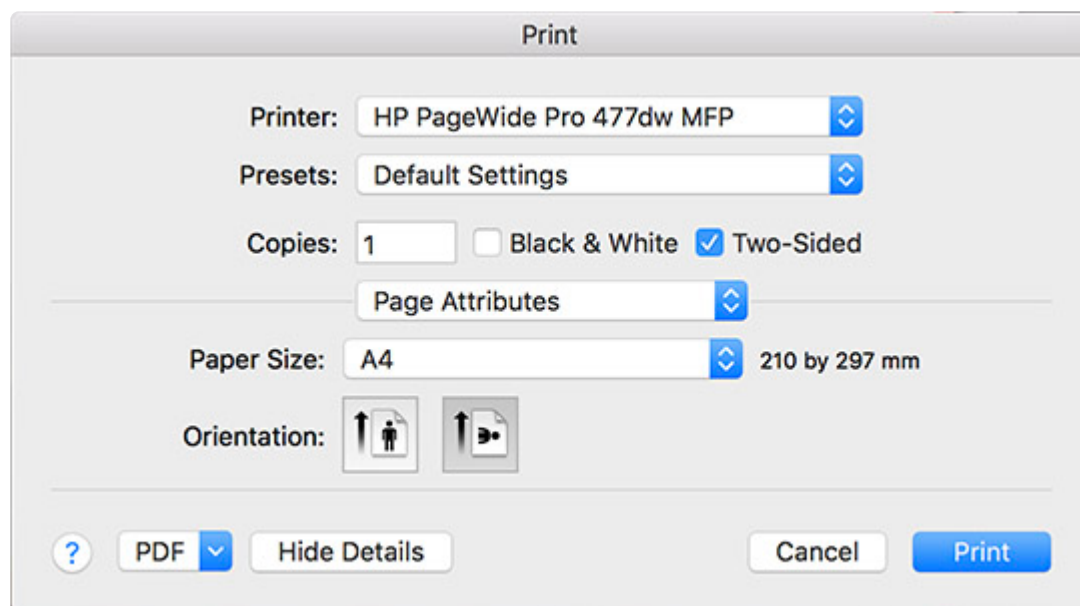 Print
Printer: HP PageWide Pro 477dw MFP
Presets: Default Settings
Copies: 1 Black & White Two-Sided
Page Attributes
Paper Size: A4 210 by 297 mm
Orientation:
? PDF Hide Details Cancel Print